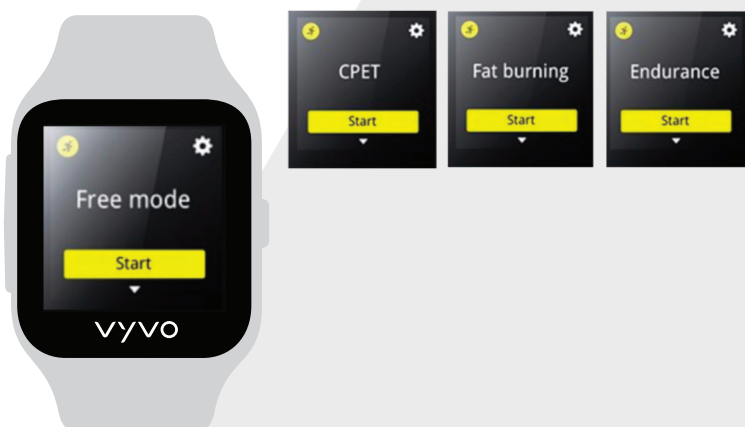 Free mode
Start
vyvo
CPET
Start
Fat burning
Start
Endurance
Start